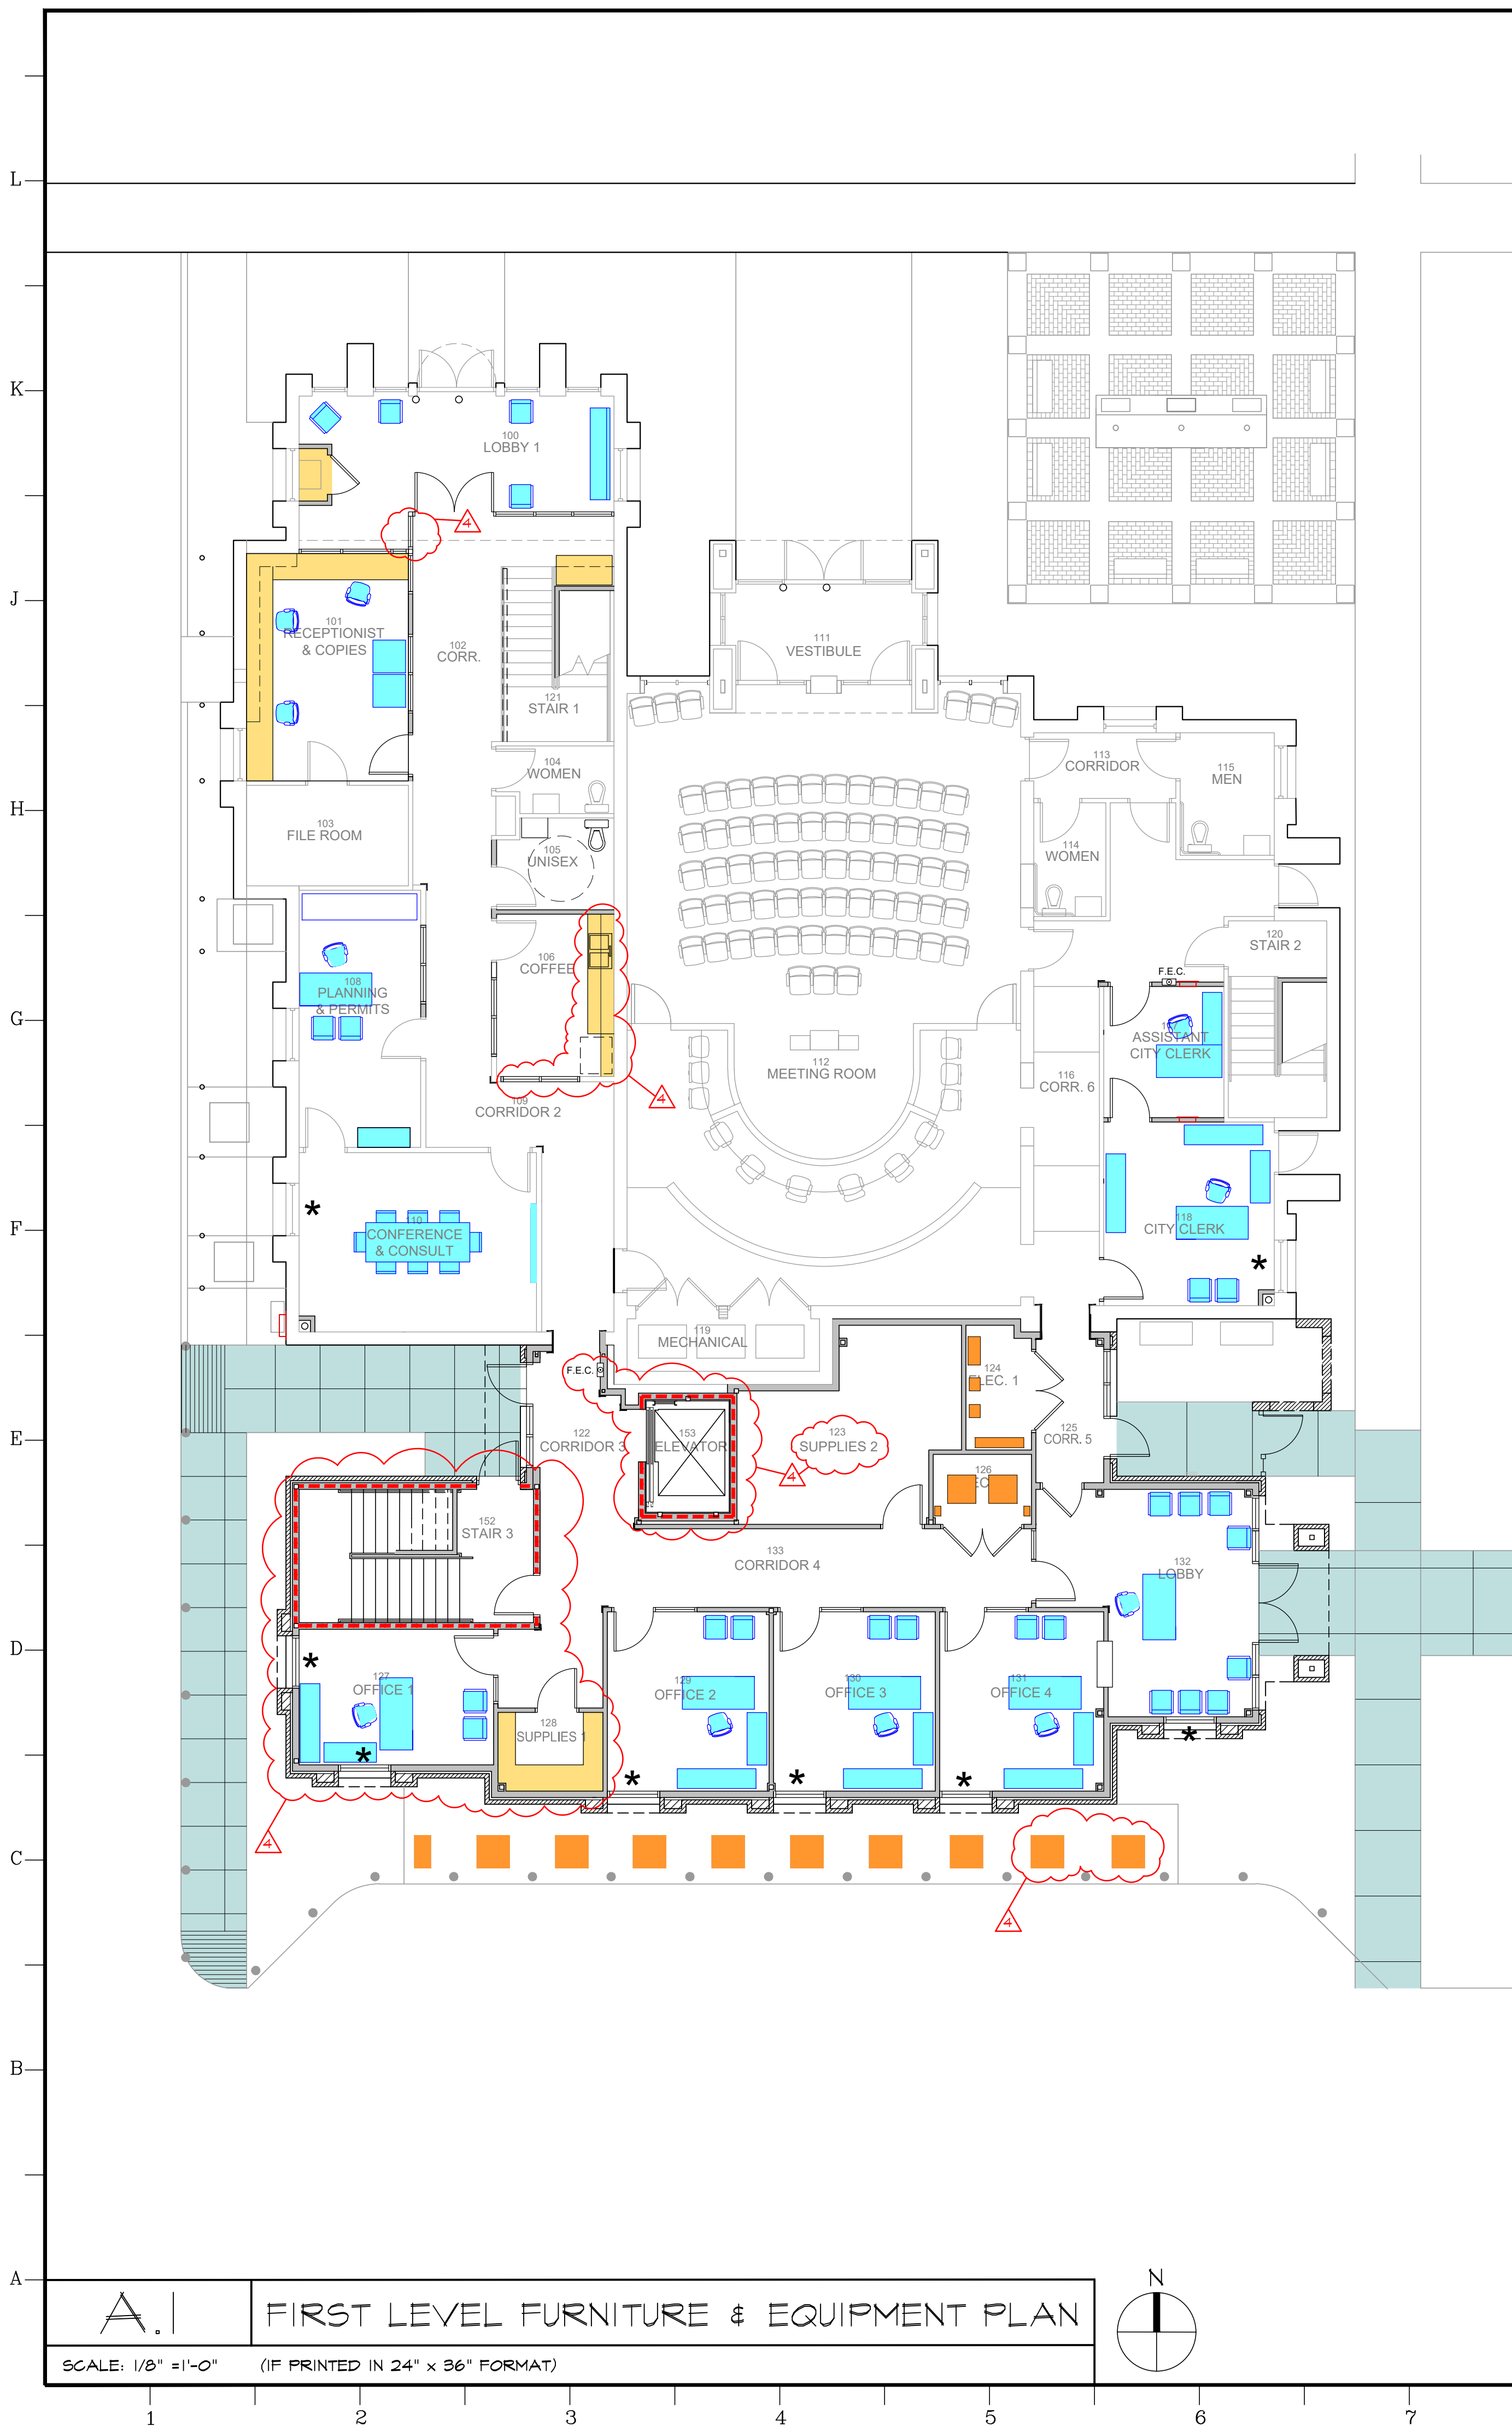 L
K
100
LOBBY 1
4
J
101
RECEPTIONIST
& COPIES
102
CORR.
111
VESTIBULE
121
STAIR 1
113
CORRIDOR
115
MEN
104
WOMEN
H
103
FILE ROOM
105
UNISEX
114
WOMEN
120
STAIR 2
106
COFFEE
F.E.C.
108
PLANNING
& PERMITS
G
ASSISTANT
CITY CLERK
112
MEETING ROOM
116
CORR. 6
4
109
CORRIDOR 2
F
*
110
CONFERENCE
& CONSULT
118
CITY CLERK
*
119
MECHANICAL
F.E.C.
124
ELEC. 1
E
122
CORRIDOR 3
153
ELEVATOR
123
SUPPLIES 2
125
CORR. 5
4
126
152
STAIR 3
133
CORRIDOR 4
132
LOBBY
D
*
127
OFFICE 1
129
OFFICE 2
130
OFFICE 3
131
OFFICE 4
128
SUPPLIES 1
*
*
*
*
*
4
C
4
B
A
A.1
FIRST LEVEL FURNITURE & EQUIPMENT PLAN
N
SCALE: 1/8" =1'-0" (IF PRINTED IN 24" x 36" FORMAT)
1 2 3 4 5 6 7